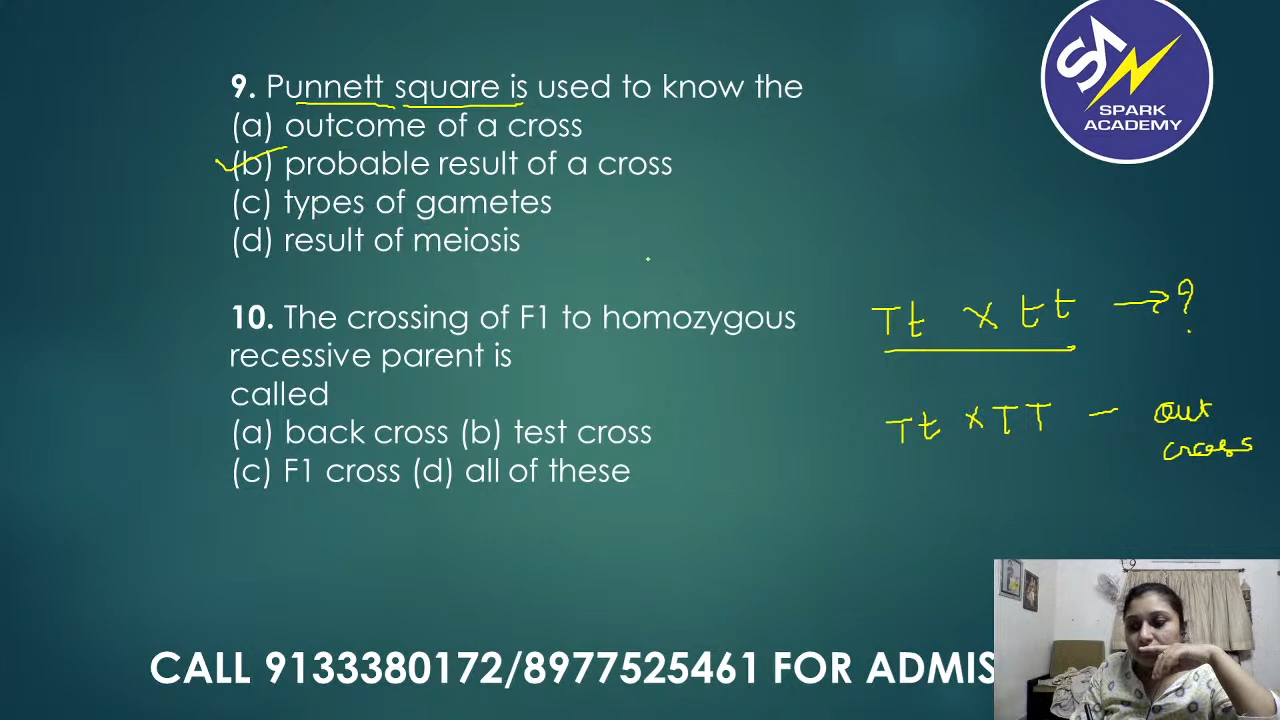 9. Punnett square is used to know the
(a) outcome of a cross
(b) probable result of a cross
(c) types of gametes
(d) result of meiosis
10. The crossing of F1 to homozygous
recessive parent is
called
(a) back cross (b) test cross
(c) F1 cross (d) all of these
Tt × tt → ?
Tt × TT – out
cross
SAN
SPARK
ACADEMY
CALL 9133380172/8977525461 FOR ADMIS